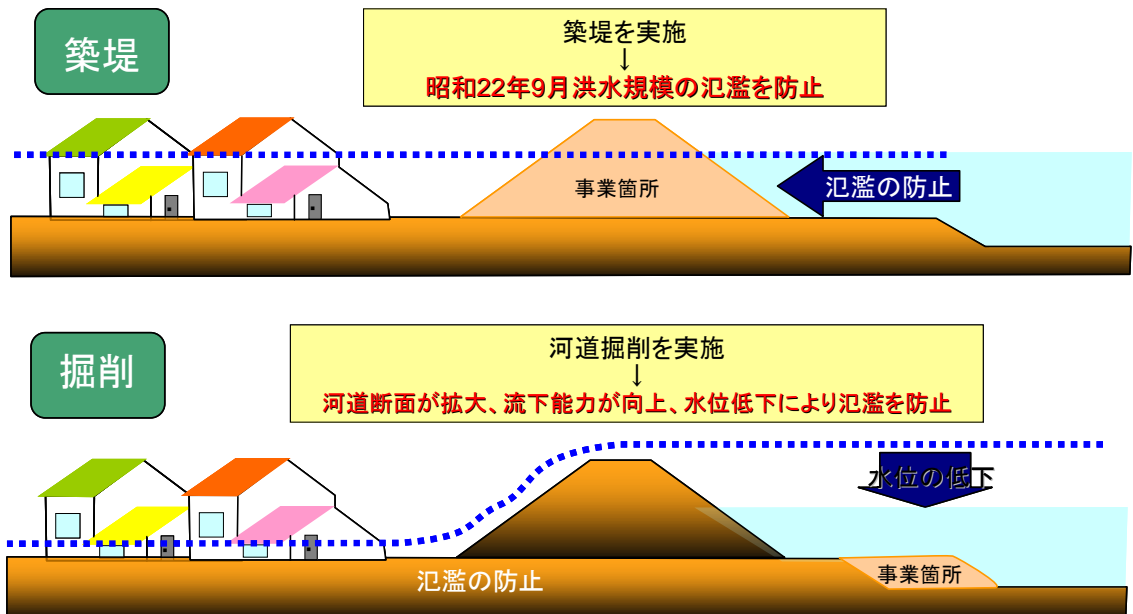 築堤
築堤を実施
↓
昭和22年9月洪水規模の氾濫を防止
事業箇所
氾濫の防止
掘削
河道掘削を実施
↓
河道断面が拡大、流下能力が向上、水位低下により氾濫を防止
水位の低下
氾濫の防止
事業箇所